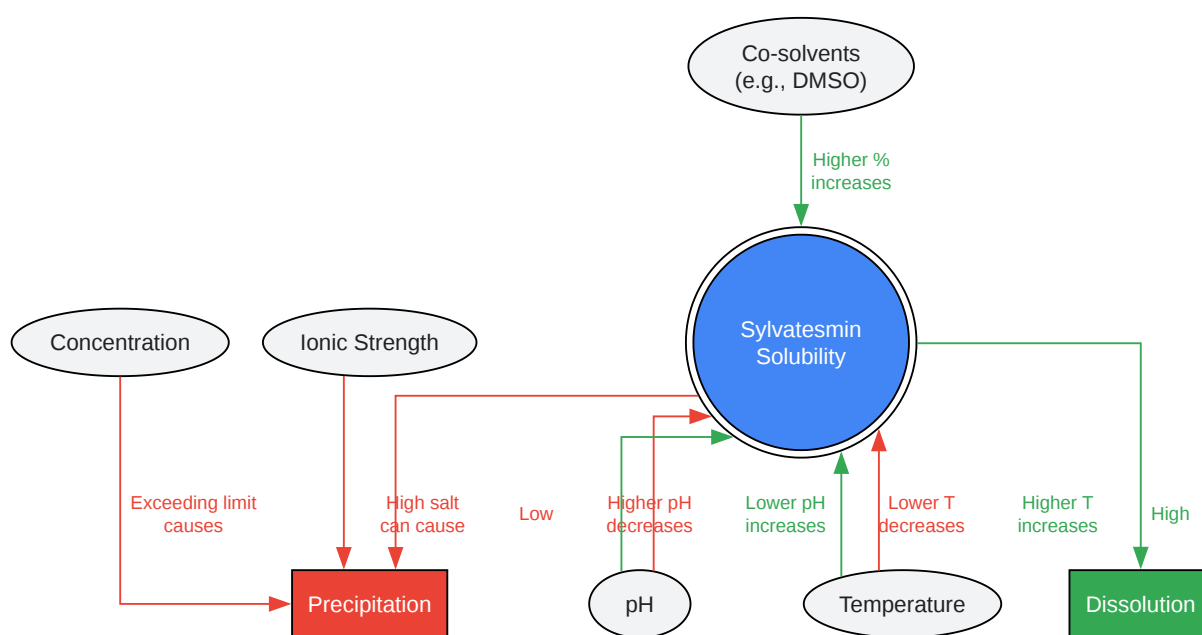 Co-solvents
(e.g., DMSO)
Higher %
increases
Sylvatesmin
Solubility
Concentration
Ionic Strength
Exceeding limit
causes
High salt
can cause
Low
Higher pH
decreases
Lower pH
increases
Lower T
decreases
Higher T
increases
High
Precipitation
pH
Temperature
Dissolution